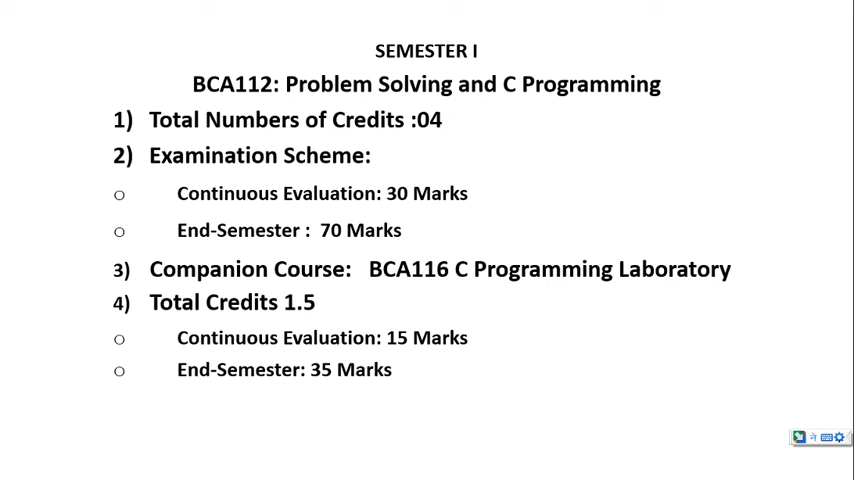 SEMESTER I
BCA112: Problem Solving and C Programming
1) Total Numbers of Credits :04
2) Examination Scheme:
o Continuous Evaluation: 30 Marks
o End-Semester : 70 Marks
3) Companion Course: BCA116 C Programming Laboratory
4) Total Credits 1.5
o Continuous Evaluation: 15 Marks
o End-Semester: 35 Marks